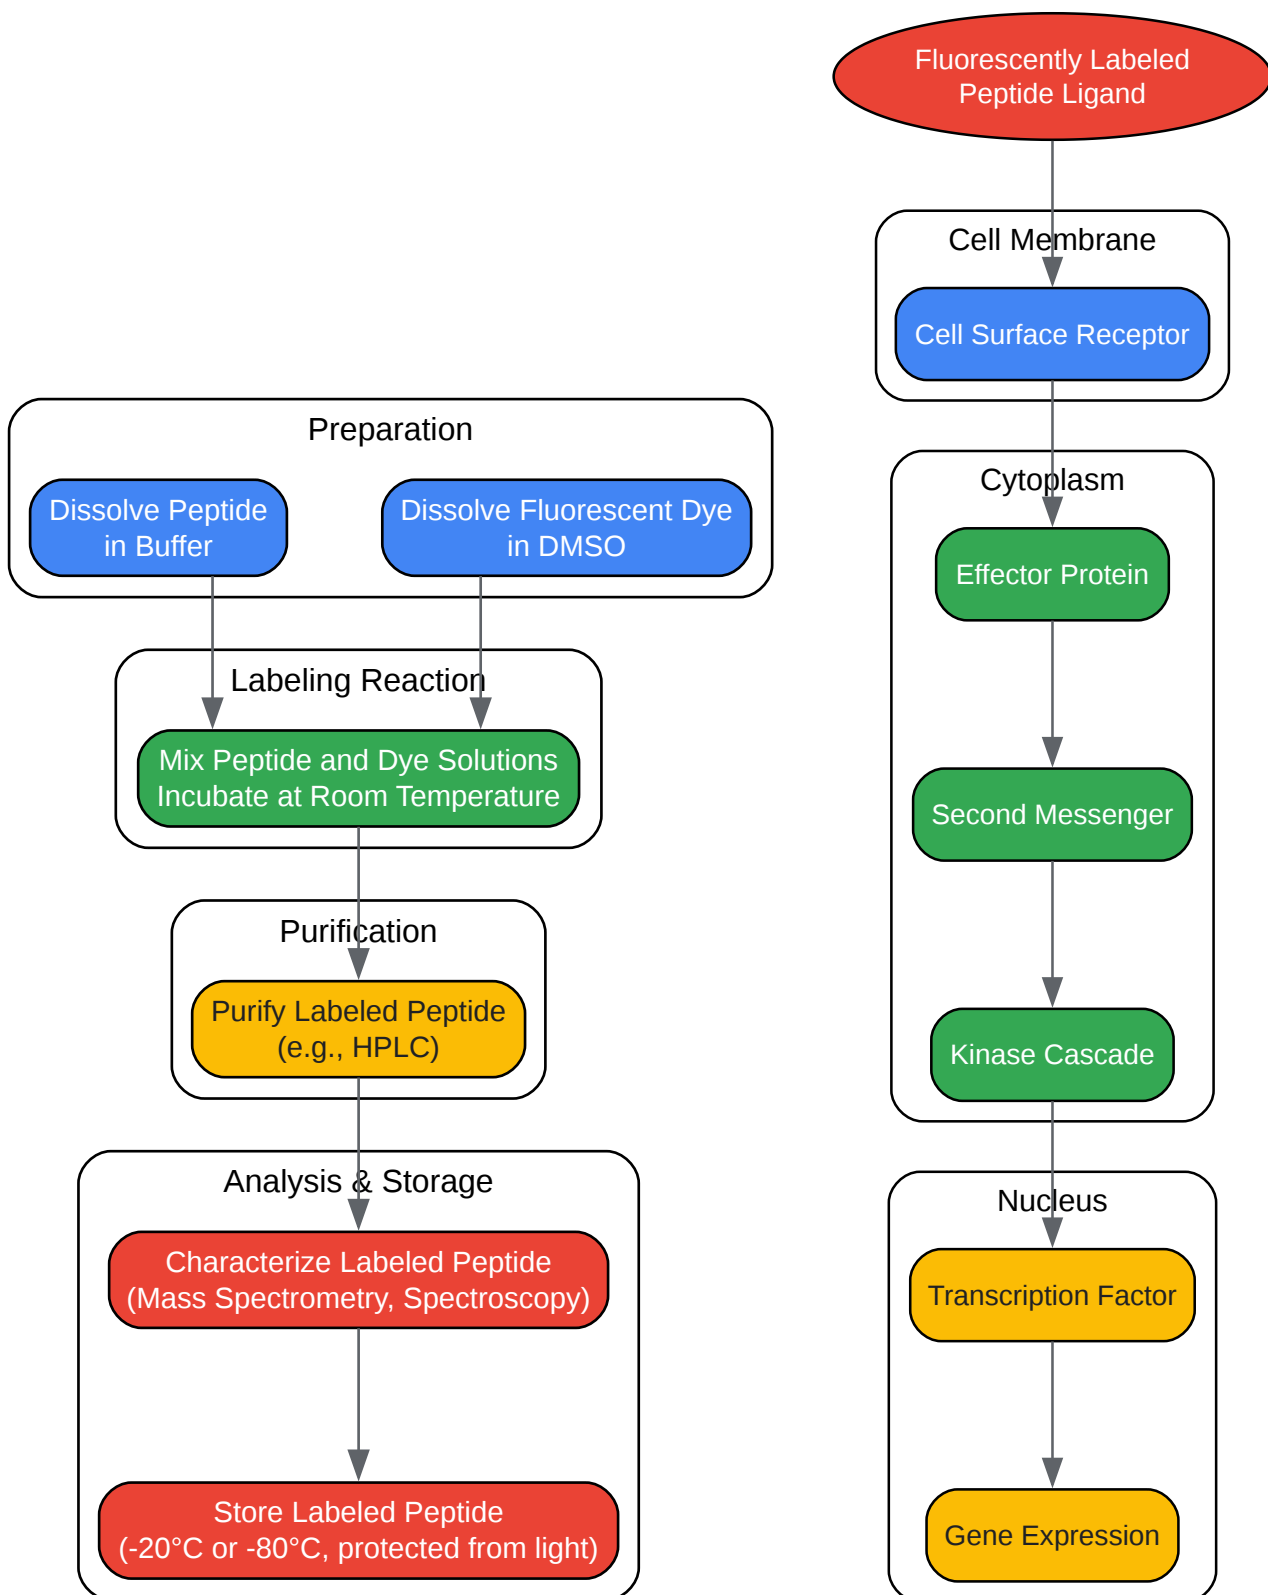 Preparation
Dissolve Peptide
in Buffer
Dissolve Fluorescent Dye
in DMSO
Labeling Reaction
Mix Peptide and Dye Solutions
Incubate at Room Temperature
Purification
Purify Labeled Peptide
(e.g., HPLC)
Analysis & Storage
Characterize Labeled Peptide
(Mass Spectrometry, Spectroscopy)
Store Labeled Peptide
(-20°C or -80°C, protected from light)
Fluorescently Labeled
Peptide Ligand
Cell Membrane
Cell Surface Receptor
Cytoplasm
Effector Protein
Second Messenger
Kinase Cascade
Nucleus
Transcription Factor
Gene Expression